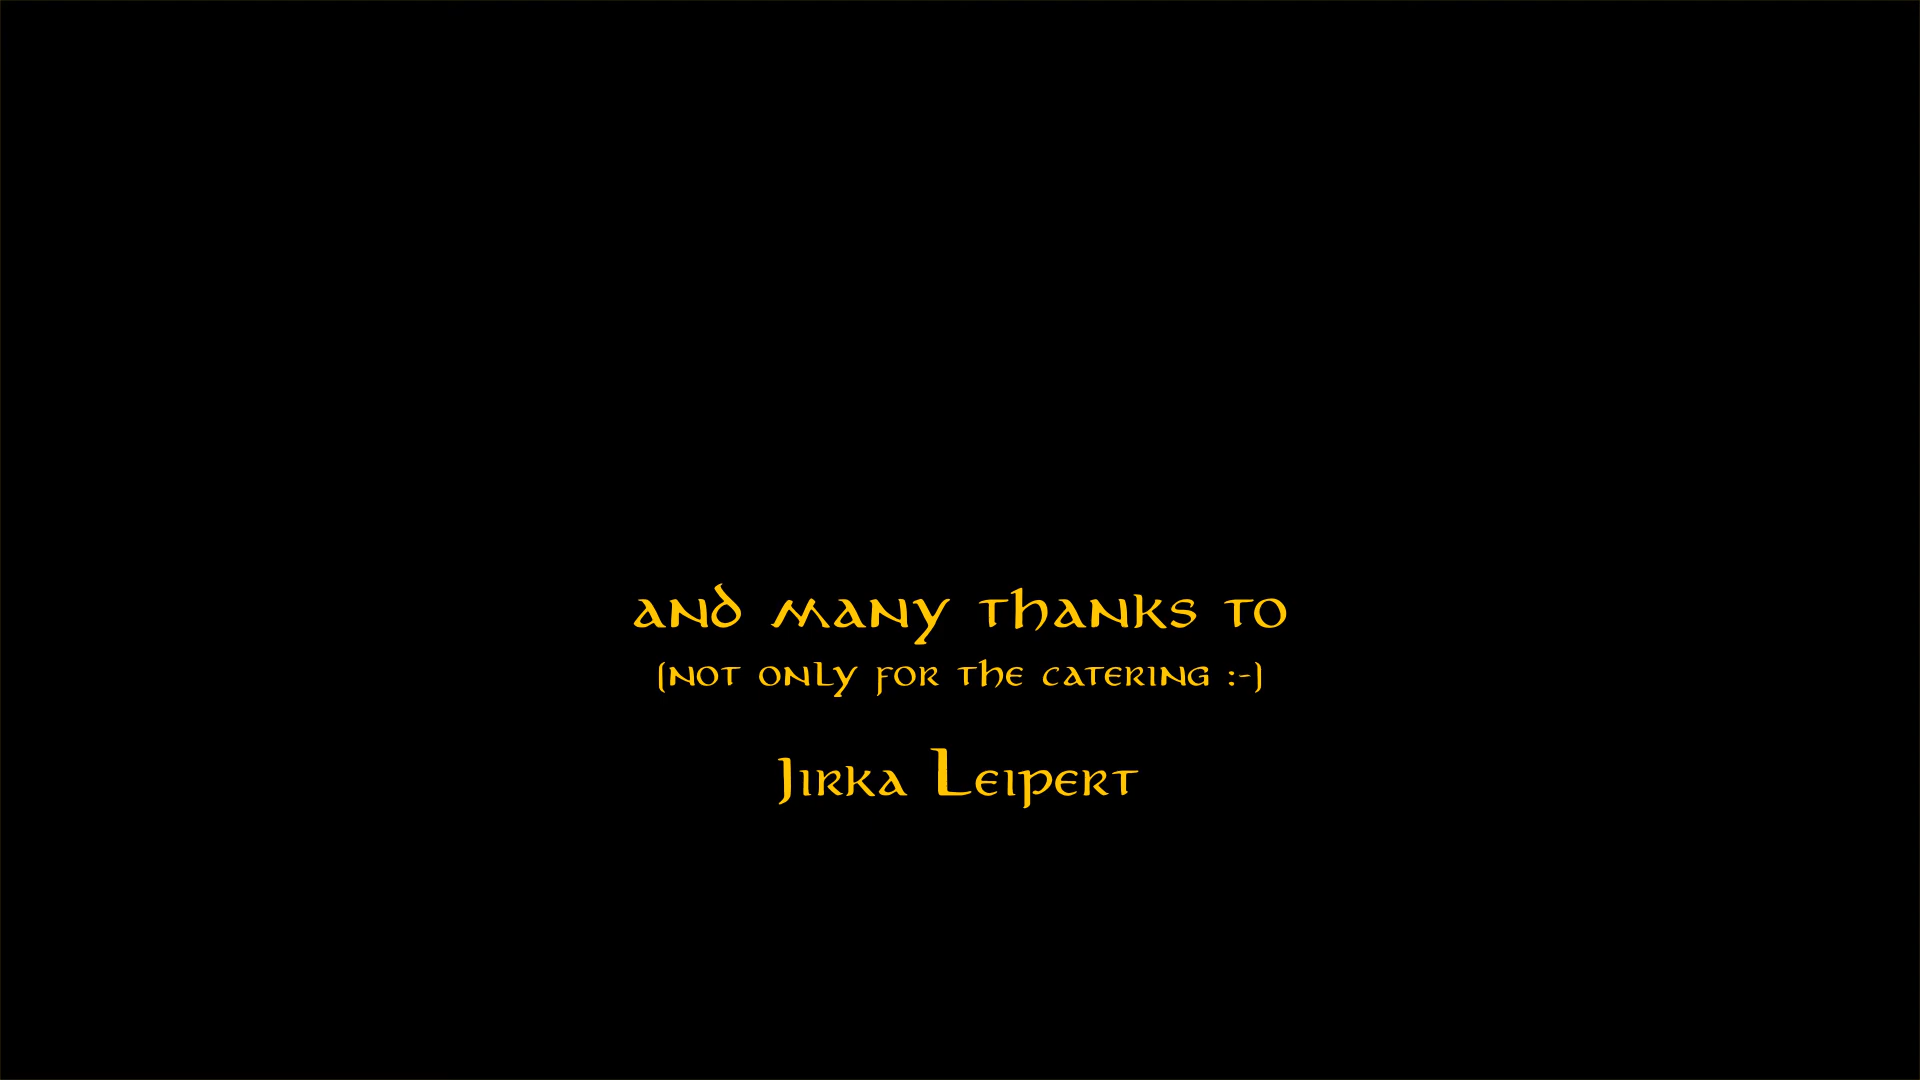 and many thanks to
(not only for the catering :-)
Jirka Leipert